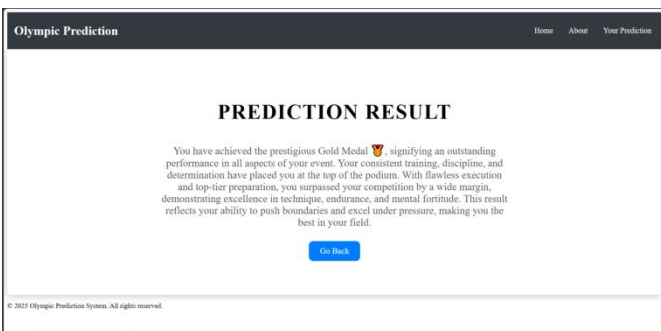 Olympic Prediction
Home About Your Prediction
PREDICTION RESULT
You have achieved the prestigious Gold Medal 🏅, signifying an outstanding
performance in all aspects of your event. Your consistent training, discipline, and
determination have placed you at the top of the podium. With flawless execution
and top-tier preparation, you surpassed your competition by a wide margin,
demonstrating excellence in technique, endurance, and mental fortitude. This result
reflects your ability to push boundaries and excel under pressure, making you the
best in your field.
Go Back
© 2025 Olympic Prediction System. All rights reserved.